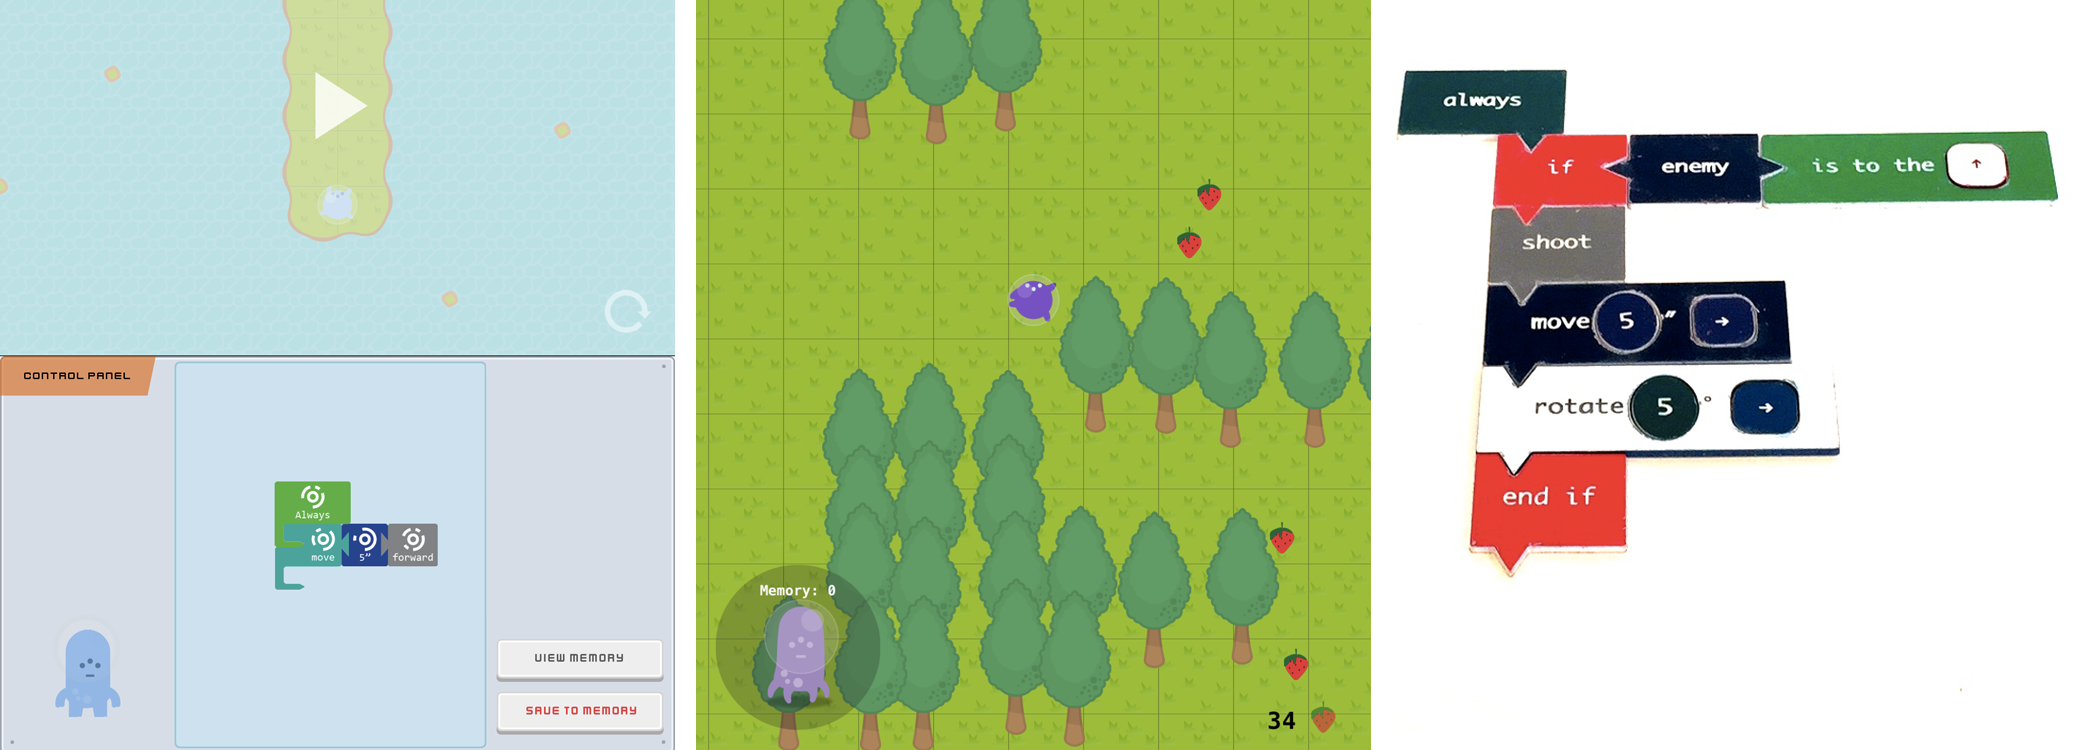 CONTROL PANEL
Always
move 5” forward
VIEW MEMORY
SAVE TO MEMORY
Memory: 0
34
always
if enemy is to the ↑
shoot
move 5 ” →
rotate 5 ° →
end if